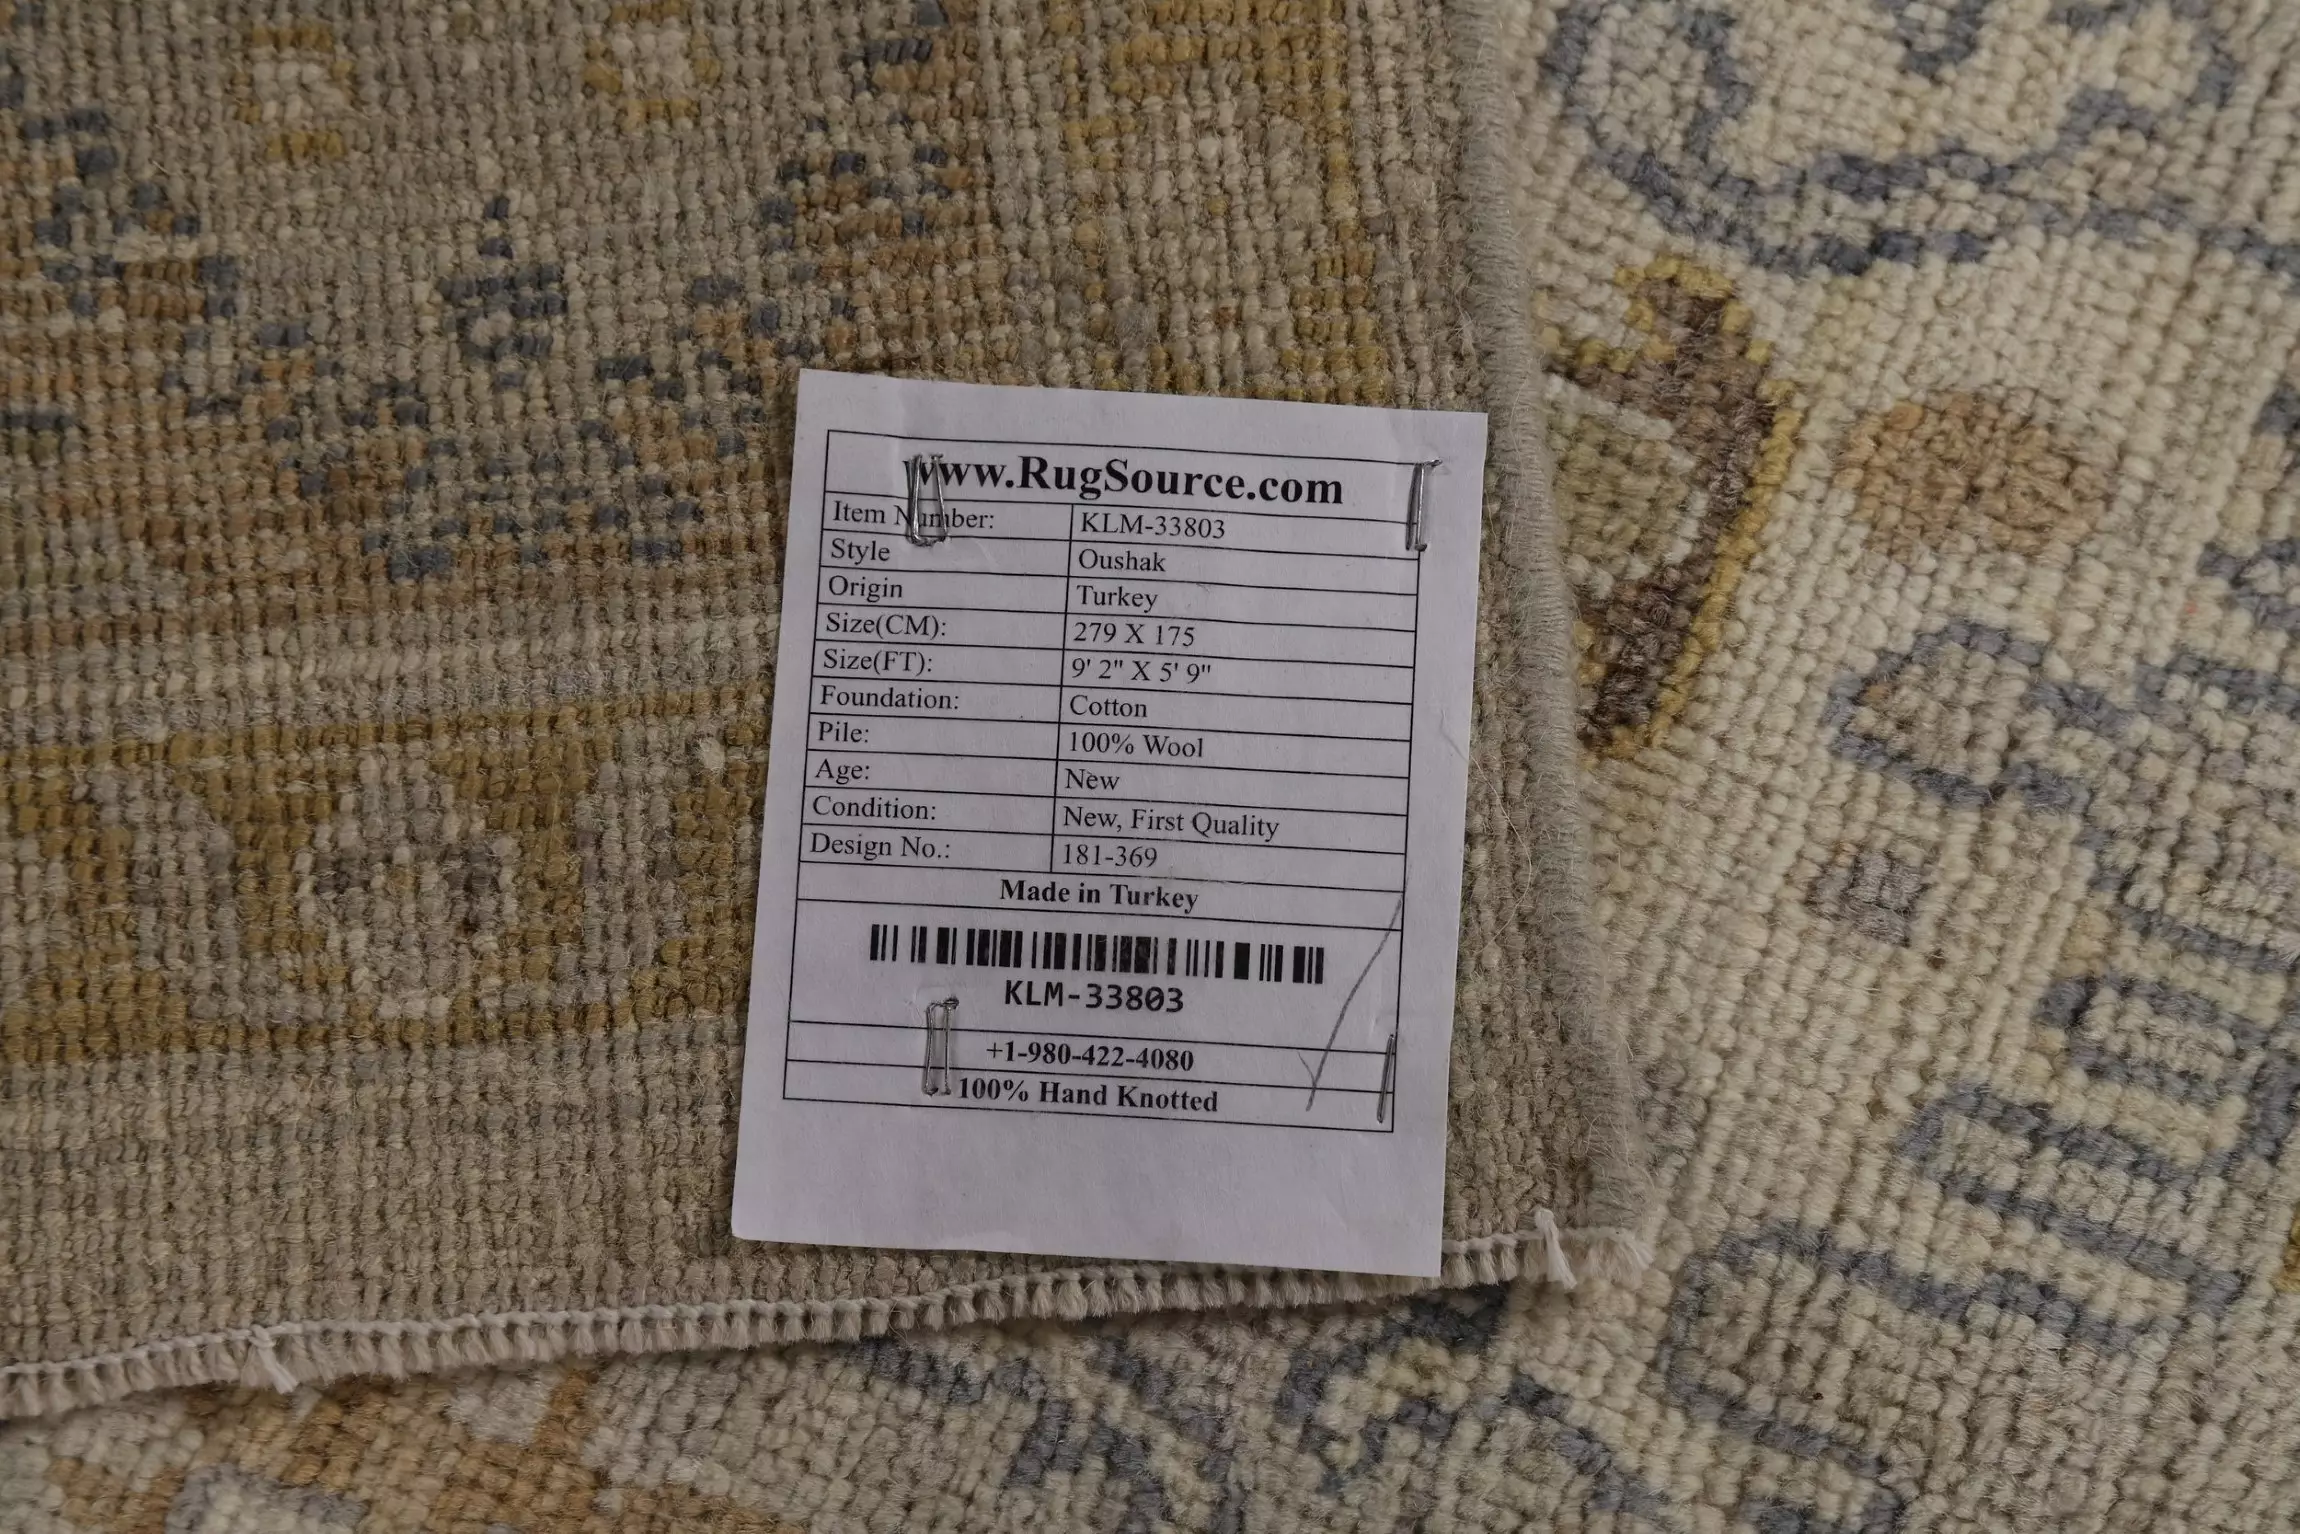 www.RugSource.com
Item Number: KLM-33803
Style Oushak
Origin Turkey
Size(CM): 279 X 175
Size(FT): 9' 2" X 5' 9"
Foundation: Cotton
Pile: 100% Wool
Age: New
Condition: New, First Quality
Design No.: 181-369
Made in Turkey
KLM-33803
+1-980-422-4080
100% Hand Knotted